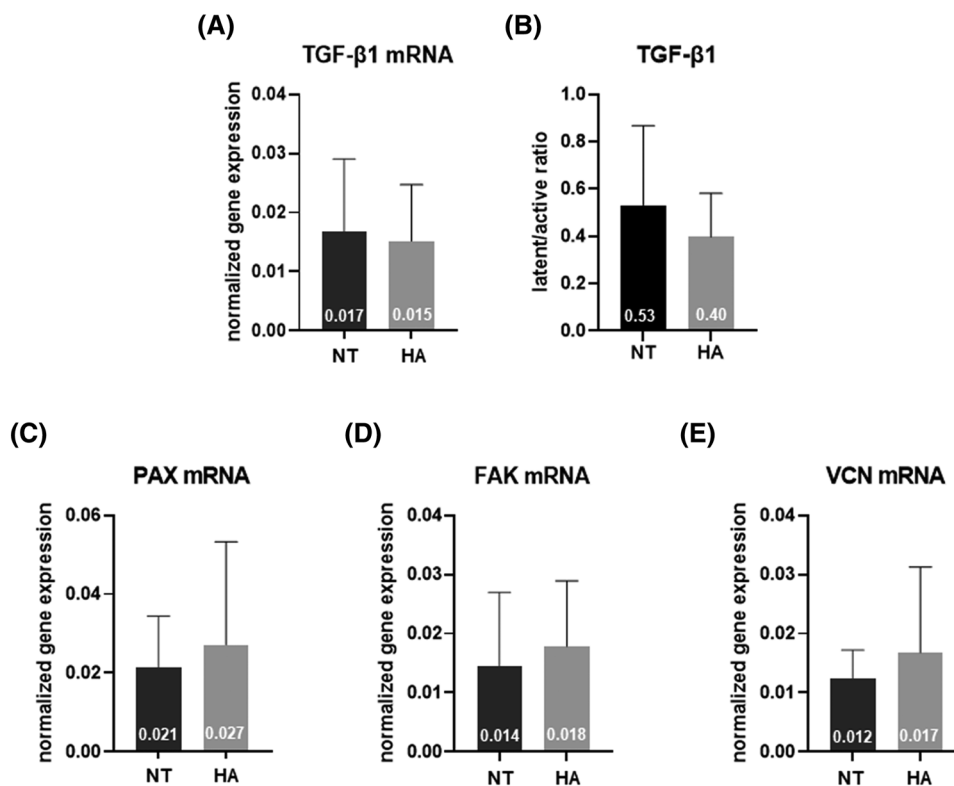 (A)
TGF-β1 mRNA
normalized gene expression
0.04
0.03
0.02
0.01
0.00
0.017
0.015
NT
HA
(B)
TGF-β1
latent/active ratio
1.0
0.8
0.6
0.4
0.2
0.0
0.53
0.40
NT
HA
(C)
PAX mRNA
normalized gene expression
0.06
0.04
0.02
0.00
0.021
0.027
NT
HA
(D)
FAK mRNA
normalized gene expression
0.04
0.03
0.02
0.01
0.00
0.014
0.018
NT
HA
(E)
VCN mRNA
normalized gene expression
0.04
0.03
0.02
0.01
0.00
0.012
0.017
NT
HA